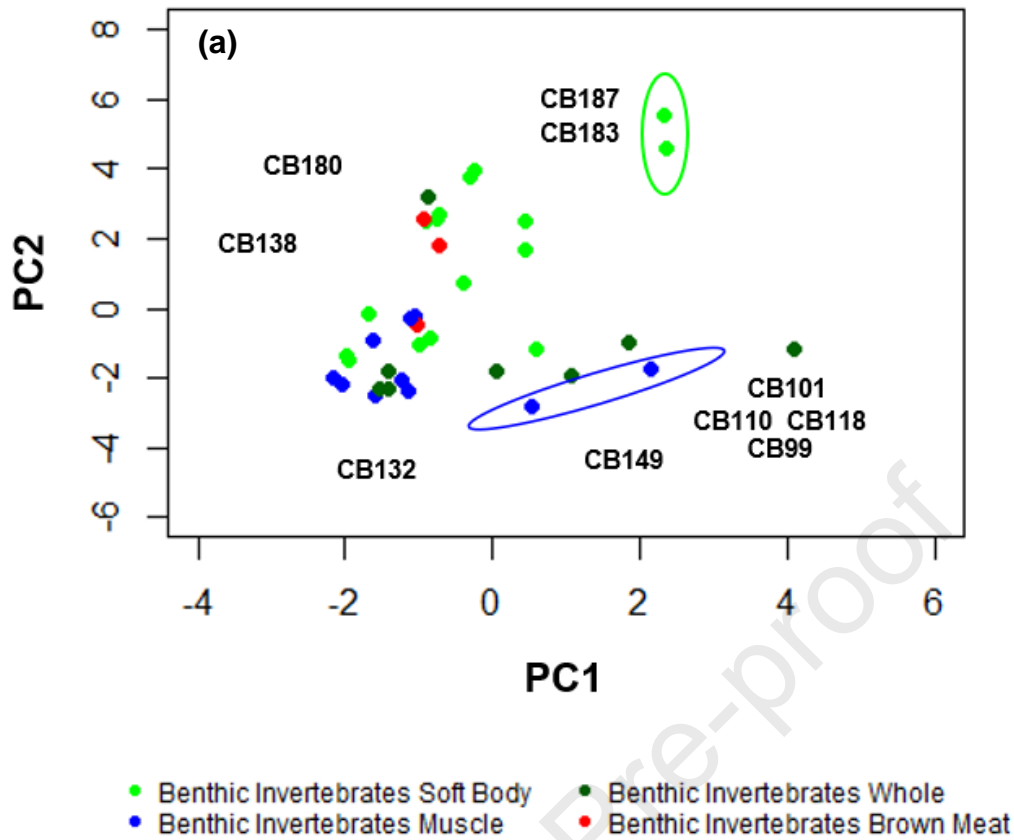 (a)
8
6
4
2
0
-2
-4
-6
PC2
CB187
CB183
CB180
CB138
CB101
CB110 CB118
CB99
CB149
CB132
-4 -2 0 2 4 6
PC1
Pre-proof
Benthic Invertebrates Soft Body Benthic Invertebrates Whole
Benthic Invertebrates Muscle Benthic Invertebrates Brown Meat